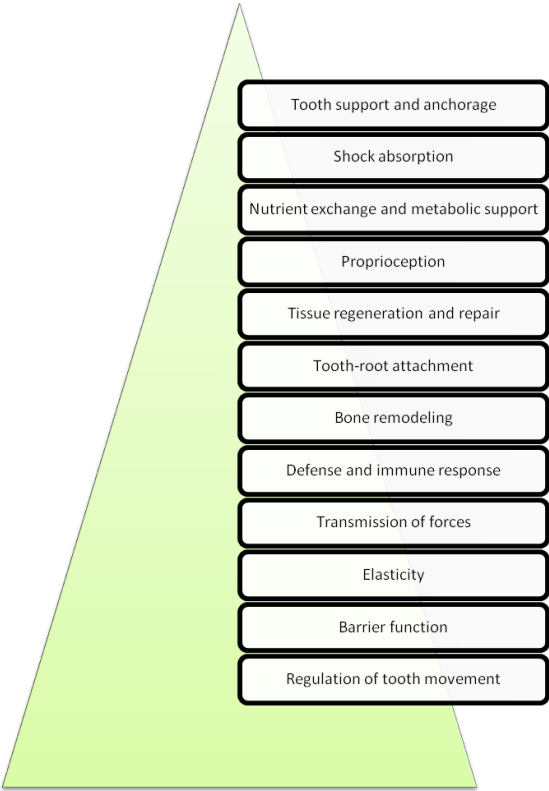 Tooth support and anchorage
Shock absorption
Nutrient exchange and metabolic support
Proprioception
Tissue regeneration and repair
Tooth-root attachment
Bone remodeling
Defense and immune response
Transmission of forces
Elasticity
Barrier function
Regulation of tooth movement